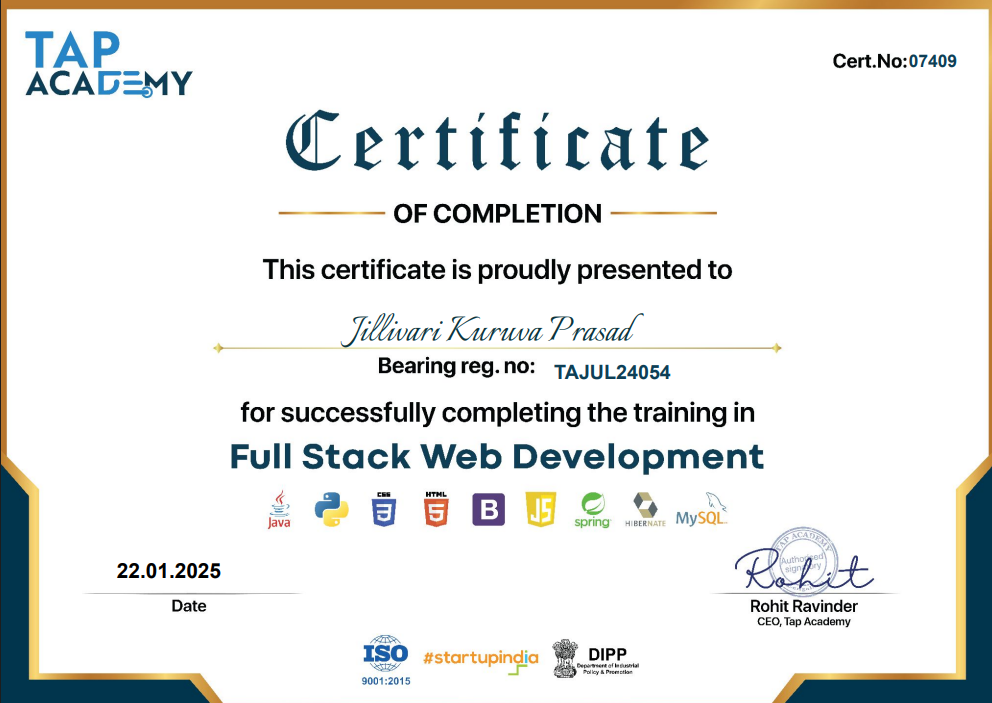 TAP
ACADEMY
Cert.No:07409
Certificate
OF COMPLETION
This certificate is proudly presented to
Jillivari Kuruva Prasad
Bearing reg. no: TAJUL24054
for successfully completing the training in
Full Stack Web Development
Java
CSS
3
HTML
5
B
JS
spring
HIBERNATE
MySQL
22.01.2025
Date
TAP ACADEMY
Authorised
signatory
Rohit
Rohit Ravinder
CEO, Tap Academy
ISO
9001:2015
#startupindia
DIPP
Department of Industrial
Policy & Promotion